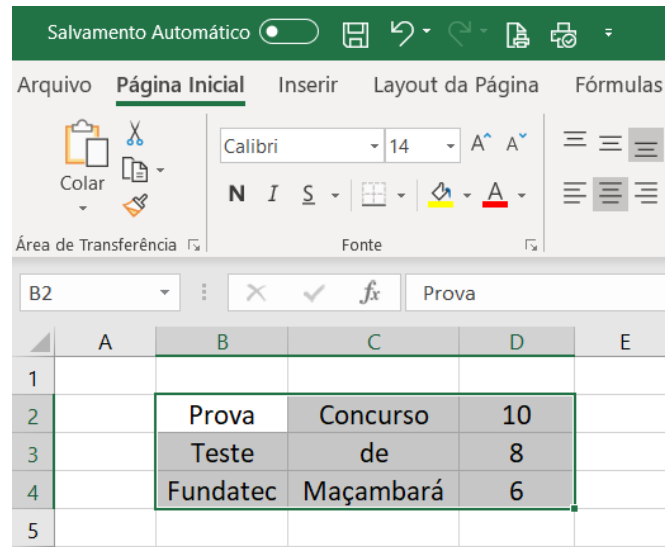 Salvamento Automático
Arquivo Página Inicial Inserir Layout da Página Fórmulas
Colar
Calibri 14 A A
N I S A
Área de Transferência Fonte
B2 fx Prova
A B C D E
1
2 Prova Concurso 10
3 Teste de 8
4 Fundatec Maçambará 6
5